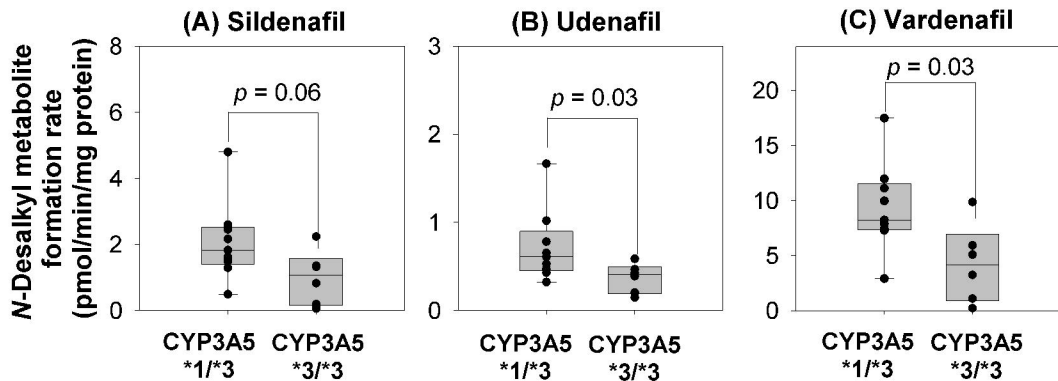 (A) Sildenafil
(B) Udenafil
(C) Vardenafil
N-Desalkyl metabolite
formation rate
(pmol/min/mg protein)
8
6
4
2
0
p = 0.06
CYP3A5
*1/*3
CYP3A5
*3/*3
3
2
1
0
p = 0.03
CYP3A5
*1/*3
CYP3A5
*3/*3
20
15
10
5
0
p = 0.03
CYP3A5
*1/*3
CYP3A5
*3/*3